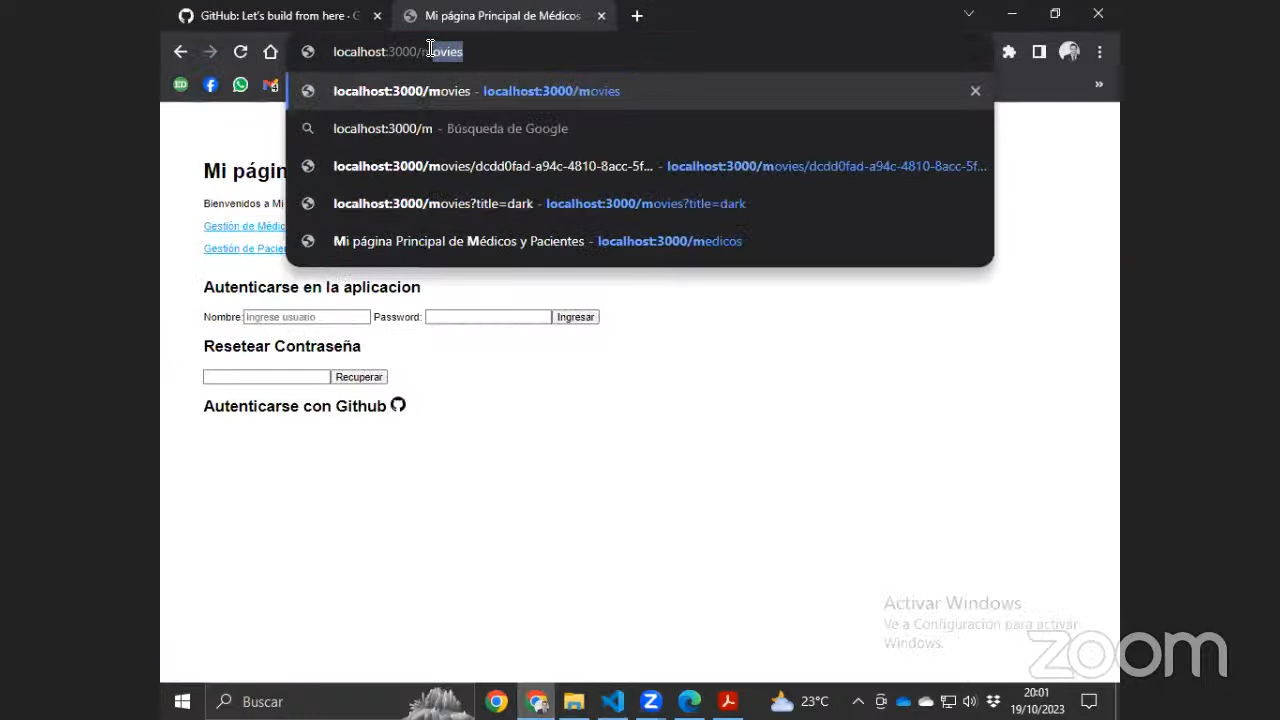 GitHub: Let's build from here · G
Mi página Principal de Médicos
localhost:3000/movies
localhost:3000/movies - localhost:3000/movies
localhost:3000/m - Búsqueda de Google
localhost:3000/movies/dcdd0fad-a94c-4810-8acc-5f... - localhost:3000/movies/dcdd0fad-a94c-4810-8acc-5f...
localhost:3000/movies?title=dark - localhost:3000/movies?title=dark
Mi página Principal de Médicos y Pacientes - localhost:3000/medicos
Mi págin
Bienvenidos a Mi
Gestión de Médic
Gestión de Pacie
Autenticarse en la aplicacion
Nombre: Ingrese usuario Password: Ingresar
Resetear Contraseña
Recuperar
Autenticarse con Github
Activar Windows
Ve a Configuración para activar
Windows.
zoom
Buscar
23°C
20:01
19/10/2023